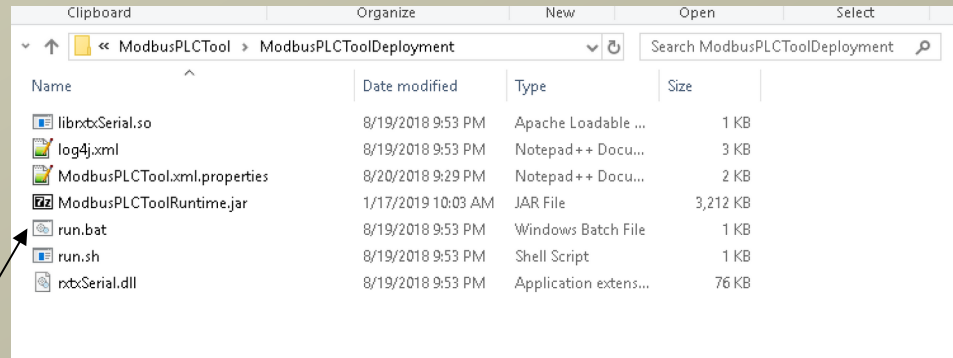 Clipboard Organize New Open Select
« ModbusPLCTool > ModbusPLCToolDeployment Search ModbusPLCToolDeployment
Name Date modified Type Size
librxtxSerial.so 8/19/2018 9:53 PM Apache Loadable ... 1 KB
log4j.xml 8/19/2018 9:53 PM Notepad++ Docu... 3 KB
ModbusPLCTool.xml.properties 8/20/2018 9:29 PM Notepad++ Docu... 2 KB
ModbusPLCToolRuntime.jar 1/17/2019 10:03 AM JAR File 3,212 KB
run.bat 8/19/2018 9:53 PM Windows Batch File 1 KB
run.sh 8/19/2018 9:53 PM Shell Script 1 KB
rxtxSerial.dll 8/19/2018 9:53 PM Application extens... 76 KB